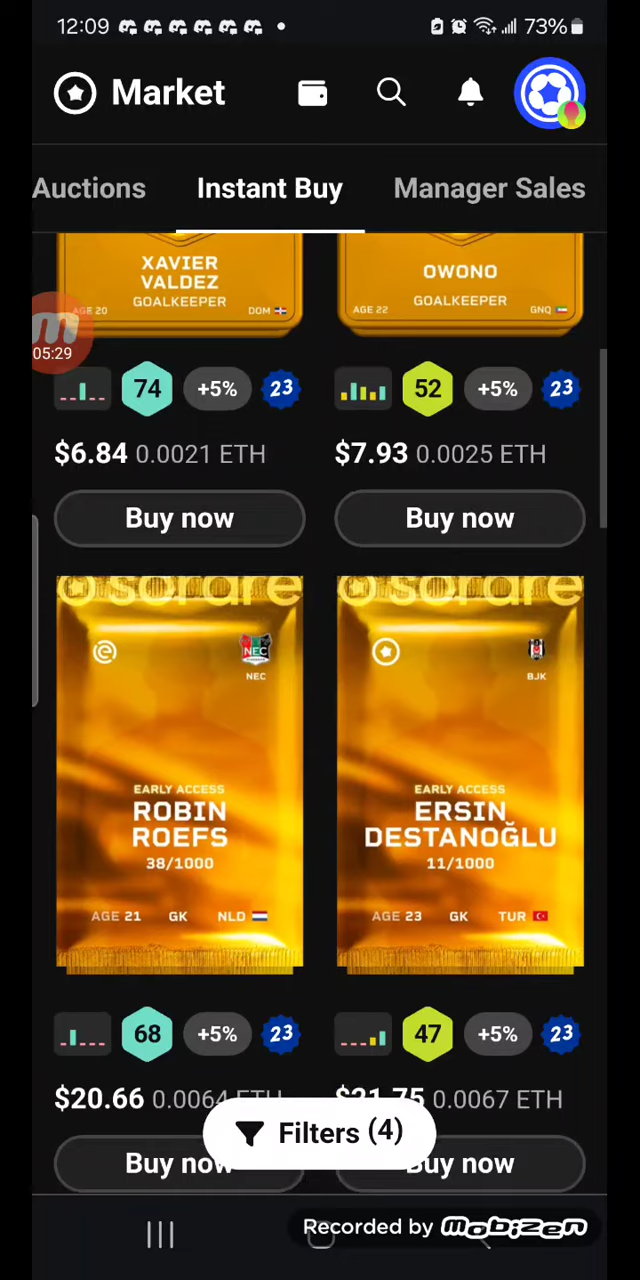 12:09
73%
Market
Auctions
Instant Buy
Manager Sales
XAVIER
VALDEZ
GOALKEEPER
AGE 20
DOM
OWONO
GOALKEEPER
AGE 22
GNQ
05:29
74
+5%
23
52
+5%
23
$6.84 0.0021 ETH
$7.93 0.0025 ETH
Buy now
Buy now
sorare
NEC
NEC
EARLY ACCESS
ROBIN
ROEFS
38/1000
AGE 21
GK
NLD
sorare
BJK
EARLY ACCESS
ERSIN
DESTANOĞLU
11/1000
AGE 23
GK
TUR
68
+5%
23
47
+5%
23
$20.66 0.0064 ETH
$21.75 0.0067 ETH
Filters (4)
Buy now
Buy now
Recorded by mobizen